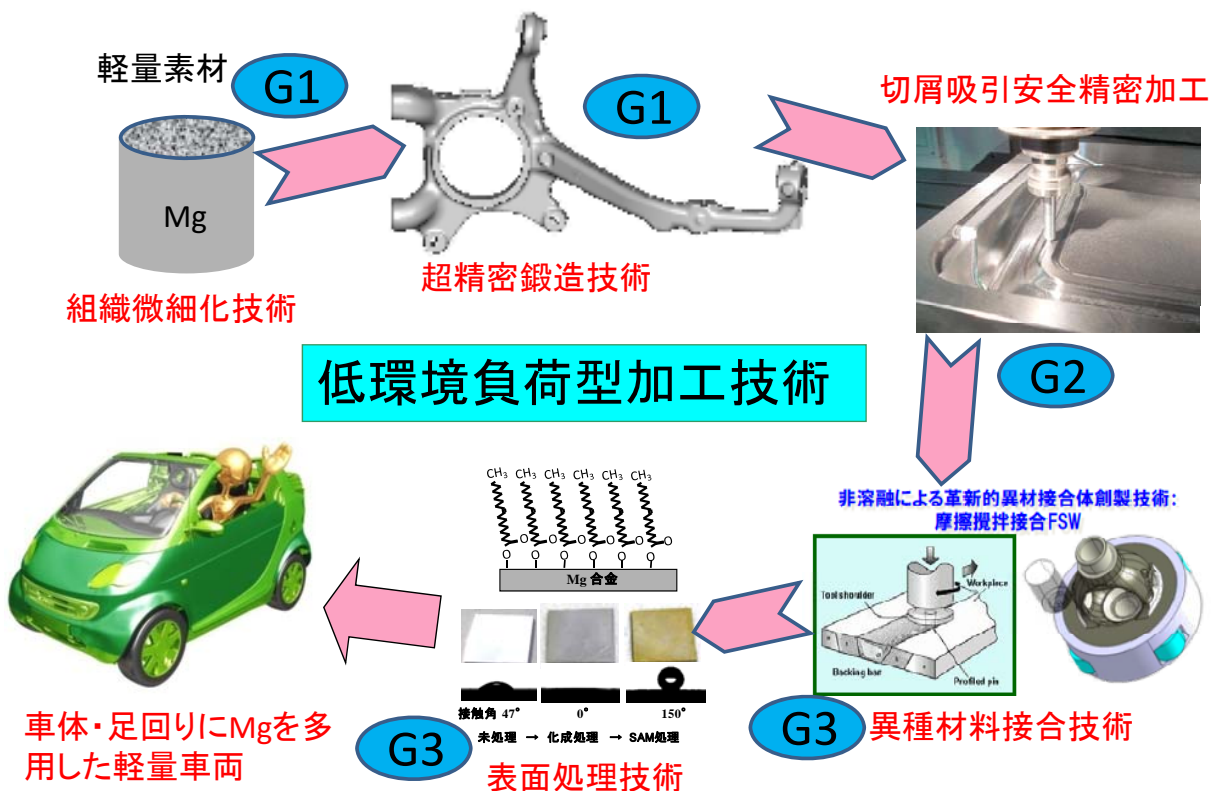 軽量素材
G1
Mg
組織微細化技術
G1
超精密鍛造技術
切屑吸引安全精密加工
G2
低環境負荷型加工技術
非溶融による革新的異材接合体創製技術:
摩擦攪拌接合FSW
Workpiece
Tool shoulder
Backing bar
Profiled pin
G3
異種材料接合技術
CH3 CH3 CH3 CH3 CH3 CH3
O O O O O O
O O O O O O
Mg 合金
接触角 47° 0° 150°
未処理 → 化成処理 → SAM処理
G3
表面処理技術
車体・足回りにMgを多
用した軽量車両